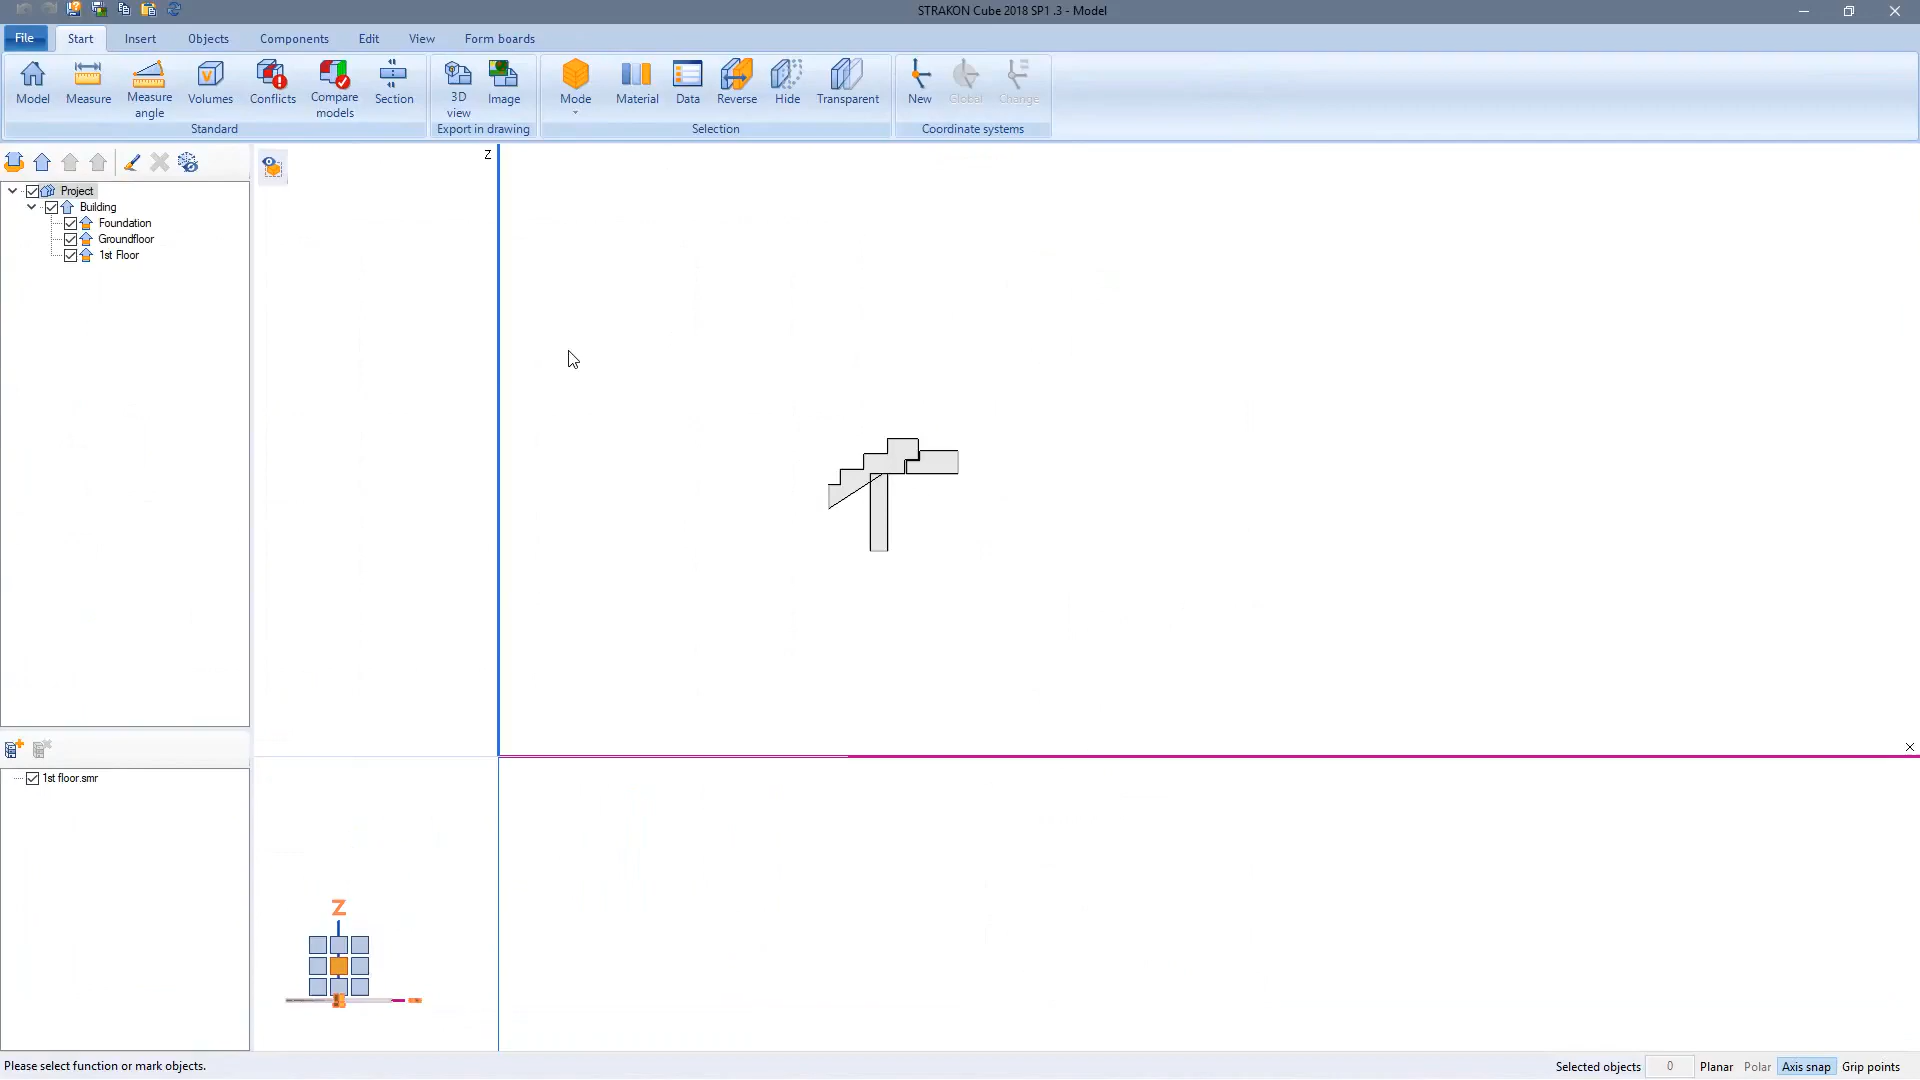 STRAKON Cube 2018 SP1 .3 - Model
File Start Insert Objects Components Edit View Form boards
Model Measure Measure angle Volumes Conflicts Compare models Section 3D view Image Mode Material Data Reverse Hide Transparent New Global Change
Standard Export in drawing Selection Coordinate systems
Z
Project
Building
Foundation
Groundfloor
1st Floor
X
1st floor.smr
Z
Please select function or mark objects.
Selected objects 0 Planar Polar Axis snap Grip points